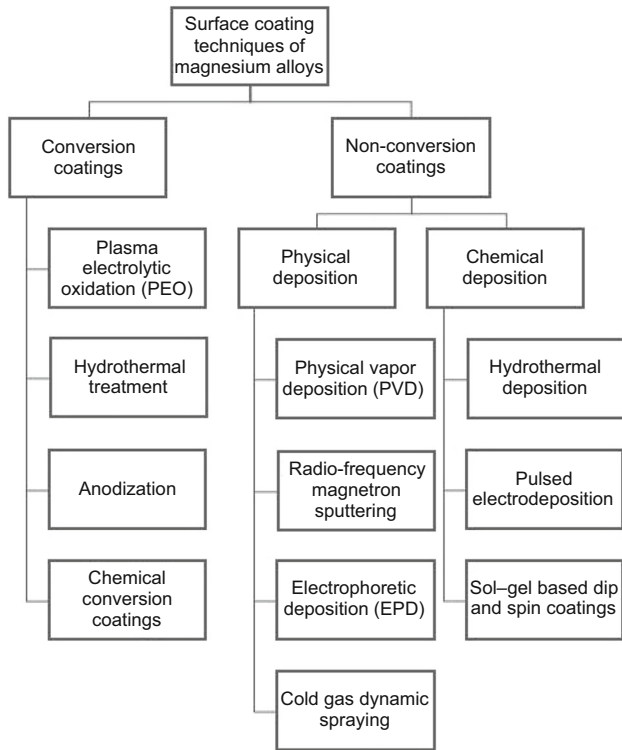 Surface coating
techniques of
magnesium alloys
Conversion
coatings
Non-conversion
coatings
Plasma
electrolytic
oxidation (PEO)
Hydrothermal
treatment
Anodization
Chemical
conversion
coatings
Physical
deposition
Physical vapor
deposition (PVD)
Radio-frequency
magnetron
sputtering
Electrophoretic
deposition (EPD)
Cold gas dynamic
spraying
Chemical
deposition
Hydrothermal
deposition
Pulsed
electrodeposition
Sol–gel based dip
and spin coatings